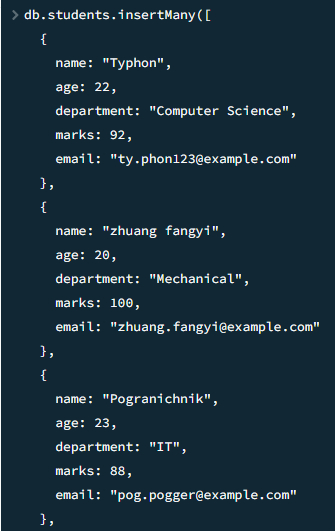 > db.students.insertMany([
{
name: "Typhon",
age: 22,
department: "Computer Science",
marks: 92,
email: "ty.phon123@example.com"
},
{
name: "zhuang fangyi",
age: 20,
department: "Mechanical",
marks: 100,
email: "zhuang.fangyi@example.com"
},
{
name: "Pogranichnik",
age: 23,
department: "IT",
marks: 88,
email: "pog.pogger@example.com"
},